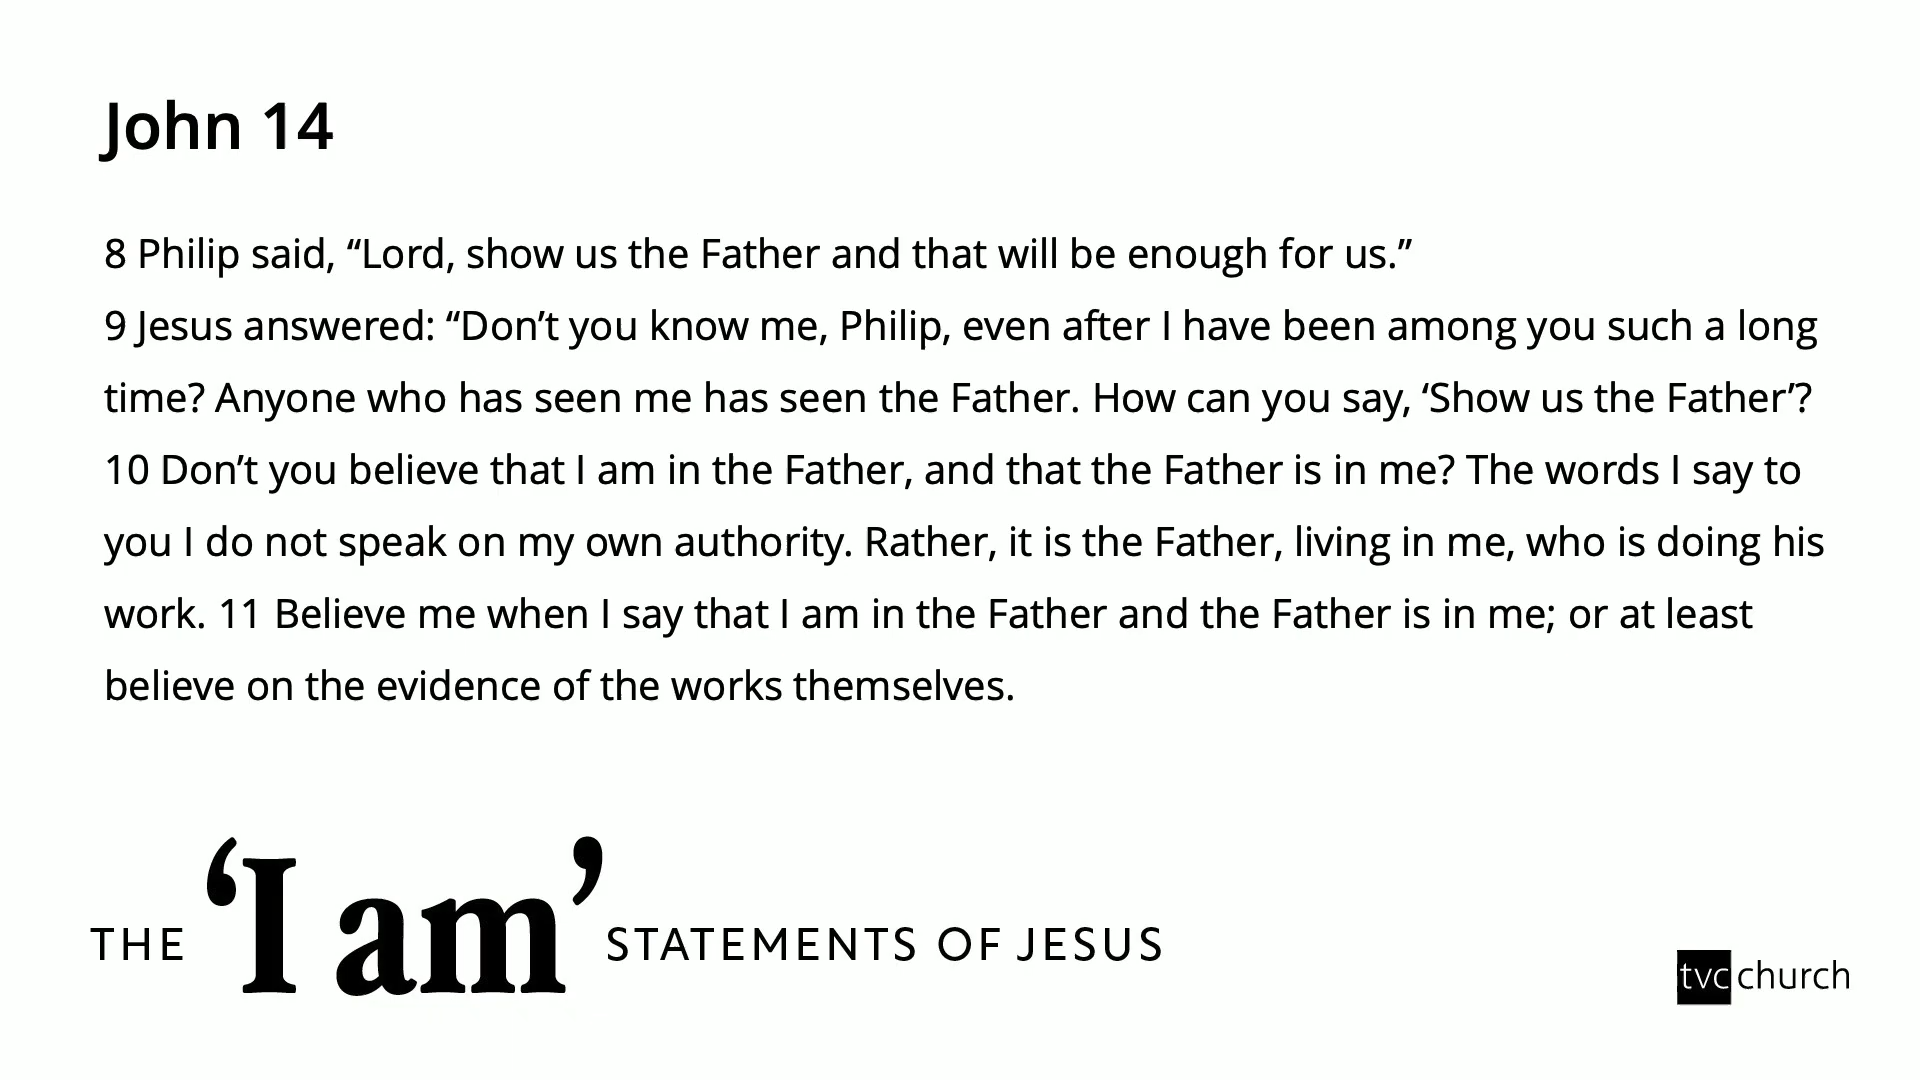 John 14
8 Philip said, “Lord, show us the Father and that will be enough for us.”
9 Jesus answered: “Don’t you know me, Philip, even after I have been among you such a long
time? Anyone who has seen me has seen the Father. How can you say, ‘Show us the Father’?
10 Don’t you believe that I am in the Father, and that the Father is in me? The words I say to
you I do not speak on my own authority. Rather, it is the Father, living in me, who is doing his
work. 11 Believe me when I say that I am in the Father and the Father is in me; or at least
believe on the evidence of the works themselves.
THE ‘I am’ STATEMENTS OF JESUS
tvc church